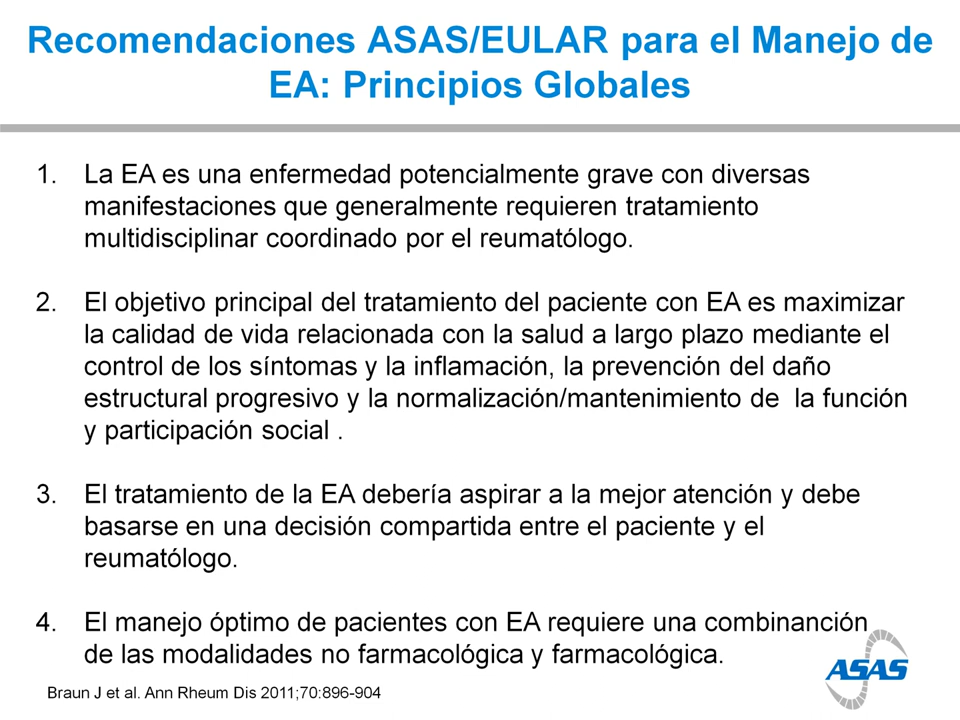 Recomendaciones ASAS/EULAR para el Manejo de
EA: Principios Globales
1. La EA es una enfermedad potencialmente grave con diversas
manifestaciones que generalmente requieren tratamiento
multidisciplinar coordinado por el reumatólogo.
2. El objetivo principal del tratamiento del paciente con EA es maximizar
la calidad de vida relacionada con la salud a largo plazo mediante el
control de los síntomas y la inflamación, la prevención del daño
estructural progresivo y la normalización/mantenimiento de  la función
y participación social .
3. El tratamiento de la EA debería aspirar a la mejor atención y debe
basarse en una decisión compartida entre el paciente y el
reumatólogo.
4. El manejo óptimo de pacientes con EA requiere una combinanción
de las modalidades no farmacológica y farmacológica.
ASAS
Braun J et al. Ann Rheum Dis 2011;70:896-904